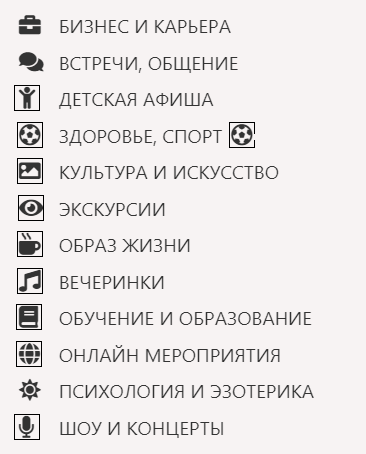 БИЗНЕС И КАРЬЕРА
ВСТРЕЧИ, ОБЩЕНИЕ
ДЕТСКАЯ АФИША
ЗДОРОВЬЕ, СПОРТ
КУЛЬТУРА И ИСКУССТВО
ЭКСКУРСИИ
ОБРАЗ ЖИЗНИ
ВЕЧЕРИНКИ
ОБУЧЕНИЕ И ОБРАЗОВАНИЕ
ОНЛАЙН МЕРОПРИЯТИЯ
ПСИХОЛОГИЯ И ЭЗОТЕРИКА
ШОУ И КОНЦЕРТЫ